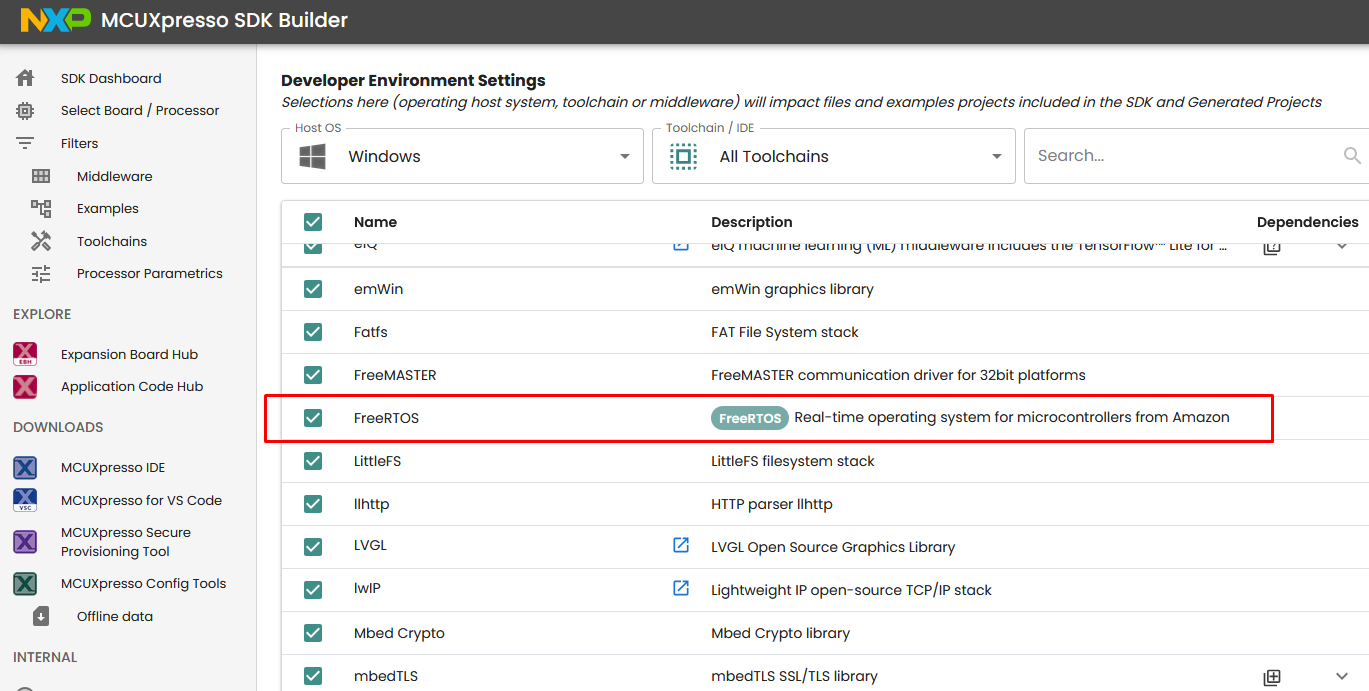 NXP MCUXpresso SDK Builder
SDK Dashboard
Select Board / Processor
Filters
Middleware
Examples
Toolchains
Processor Parametrics
EXPLORE
EBH
Expansion Board Hub
Application Code Hub
DOWNLOADS
MCUXpresso IDE
VSC
MCUXpresso for VS Code
MCUXpresso Secure
Provisioning Tool
MCUXpresso Config Tools
Offline data
INTERNAL
Developer Environment Settings
Selections here (operating host system, toolchain or middleware) will impact files and examples projects included in the SDK and Generated Projects
Host OS
Windows
Toolchain / IDE
All Toolchains
Search...
Name Description Dependencies
eIQ eIQ machine learning (ML) middleware includes the TensorFlow™ Lite for ...
emWin emWin graphics library
Fatfs FAT File System stack
FreeMASTER FreeMASTER communication driver for 32bit platforms
FreeRTOS FreeRTOS Real-time operating system for microcontrollers from Amazon
LittleFS LittleFS filesystem stack
llhttp HTTP parser llhttp
LVGL LVGL Open Source Graphics Library
lwIP Lightweight IP open-source TCP/IP stack
Mbed Crypto Mbed Crypto library
mbedTLS mbedTLS SSL/TLS library